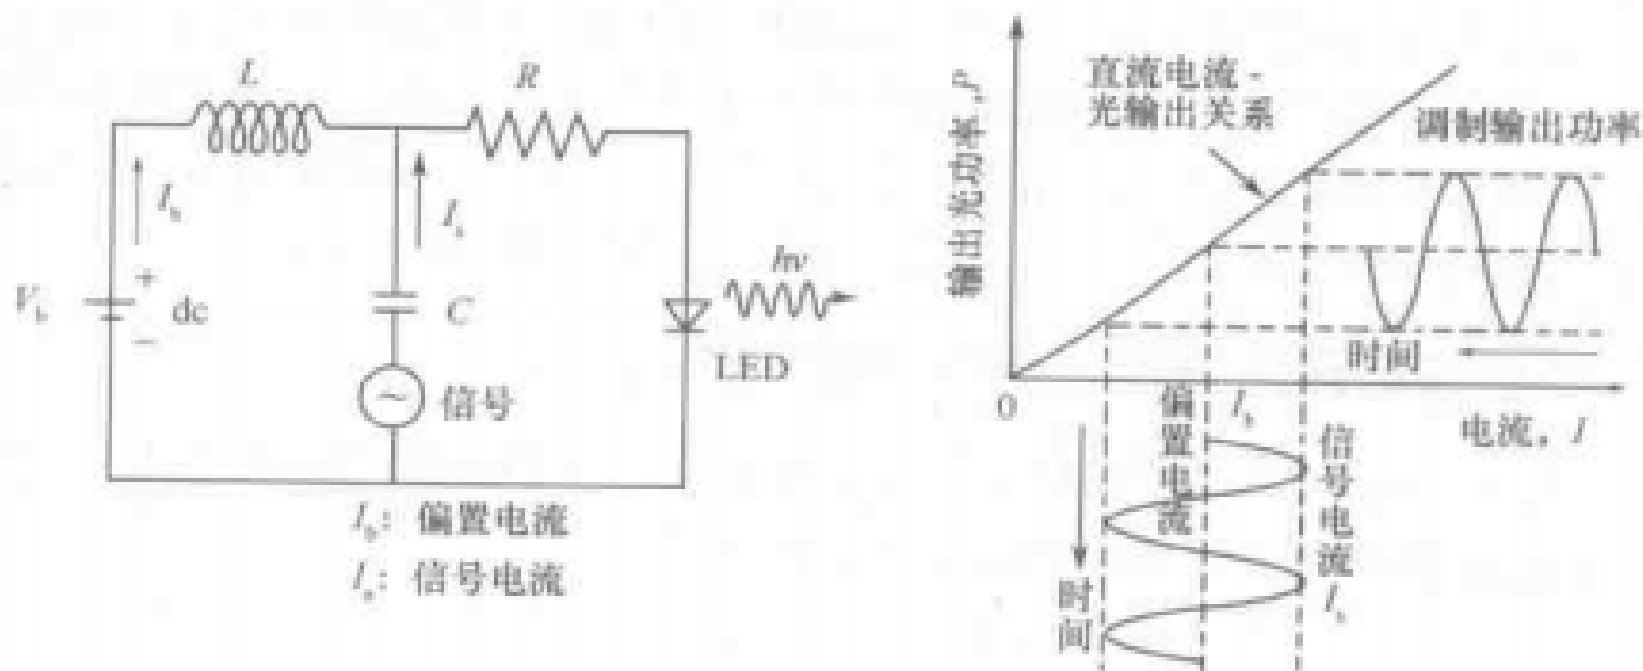 L
R
I_b
I_s
V_b
+
dc
−
C
~
信号
hν
LED
I_b: 偏置电流
I_s: 信号电流
输出光功率,P
直流电流-
光输出关系
调制输出功率
时间
0
电流, I
偏置电流
I_b
信号电流 I_s
时间